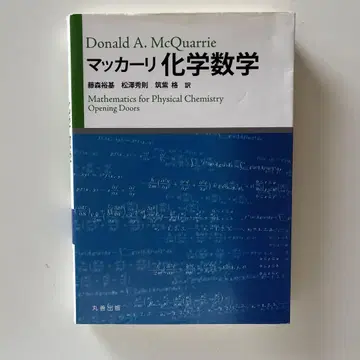 Donald A. McQuarrie
マッカーリ 化学数学
藤森裕基 松澤秀則 筑紫 格 訳
Mathematics for Physical Chemistry
Opening Doors
丸善出版